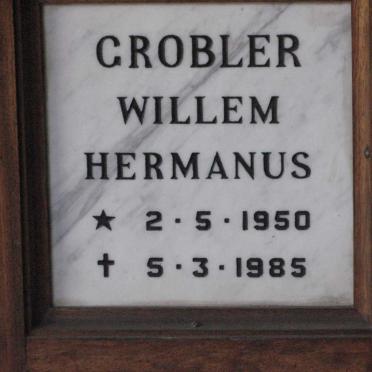 GROBLER
WILLEM
HERMANUS
★ 2·5·1950
✝ 5·3·1985